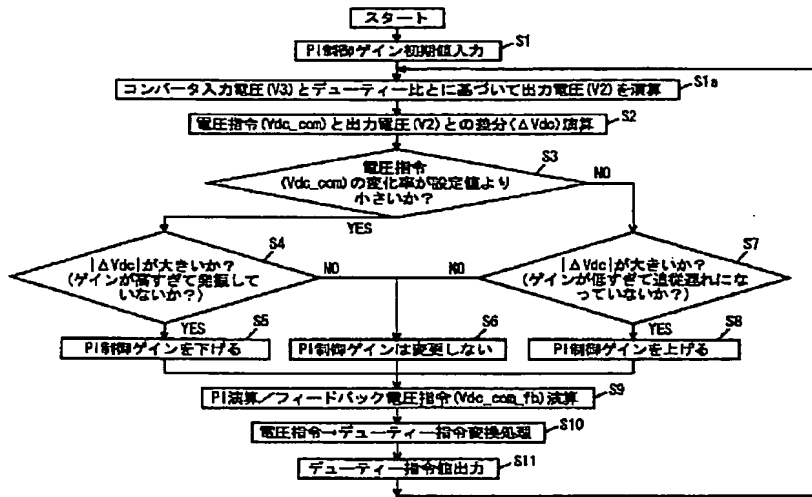 スタート
PI制御ゲイン初期値入力
S1
コンバータ入力電圧(V3)とデューティー比とに基づいて出力電圧(V2)を演算
S1a
電圧指令(Vdc_com)と出力電圧(V2)との差分(ΔVdc)演算
S2
電圧指令
(Vdc_com)の変化率が設定値より
小さいか?
S3
YES
NO
|ΔVdc|が大きいか?
(ゲインが高すぎて発振して
いないか?)
S4
NO
YES
|ΔVdc|が大きいか?
(ゲインが低すぎて追従遅れにな
っていないか?)
S7
NO
YES
PI制御ゲインを下げる
S5
PI制御ゲインは変更しない
S6
PI制御ゲインを上げる
S8
PI演算/フィードバック電圧指令(Vdc_com_fb)演算
S9
電圧指令→デューティー指令変換処理
S10
デューティー指令値出力
S11